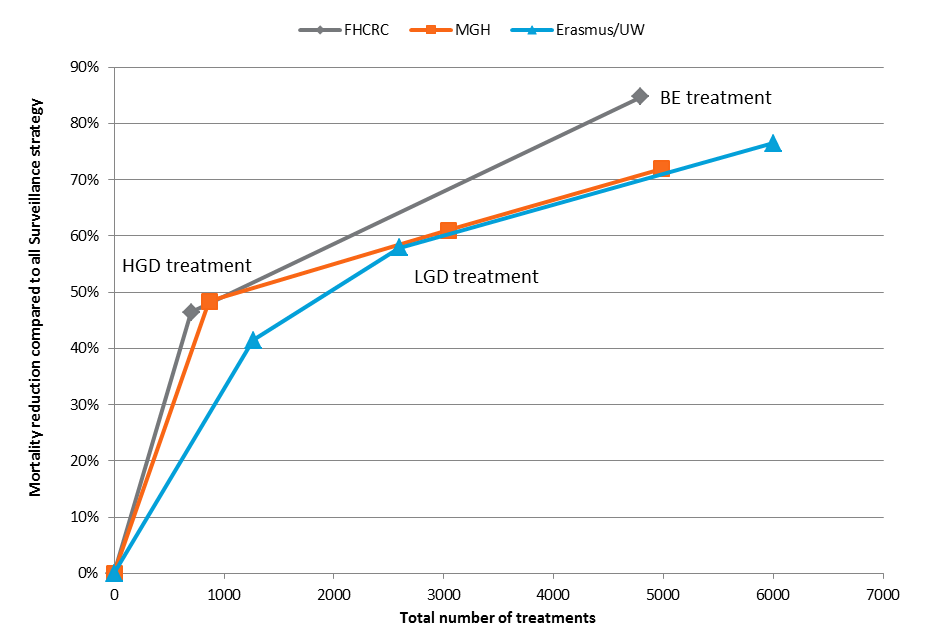 FHCRC MGH Erasmus/UW
Mortality reduction compared to all Surveillance strategy
90%
80%
70%
60%
50%
40%
30%
20%
10%
0%
BE treatment
HGD treatment
LGD treatment
0 1000 2000 3000 4000 5000 6000 7000
Total number of treatments